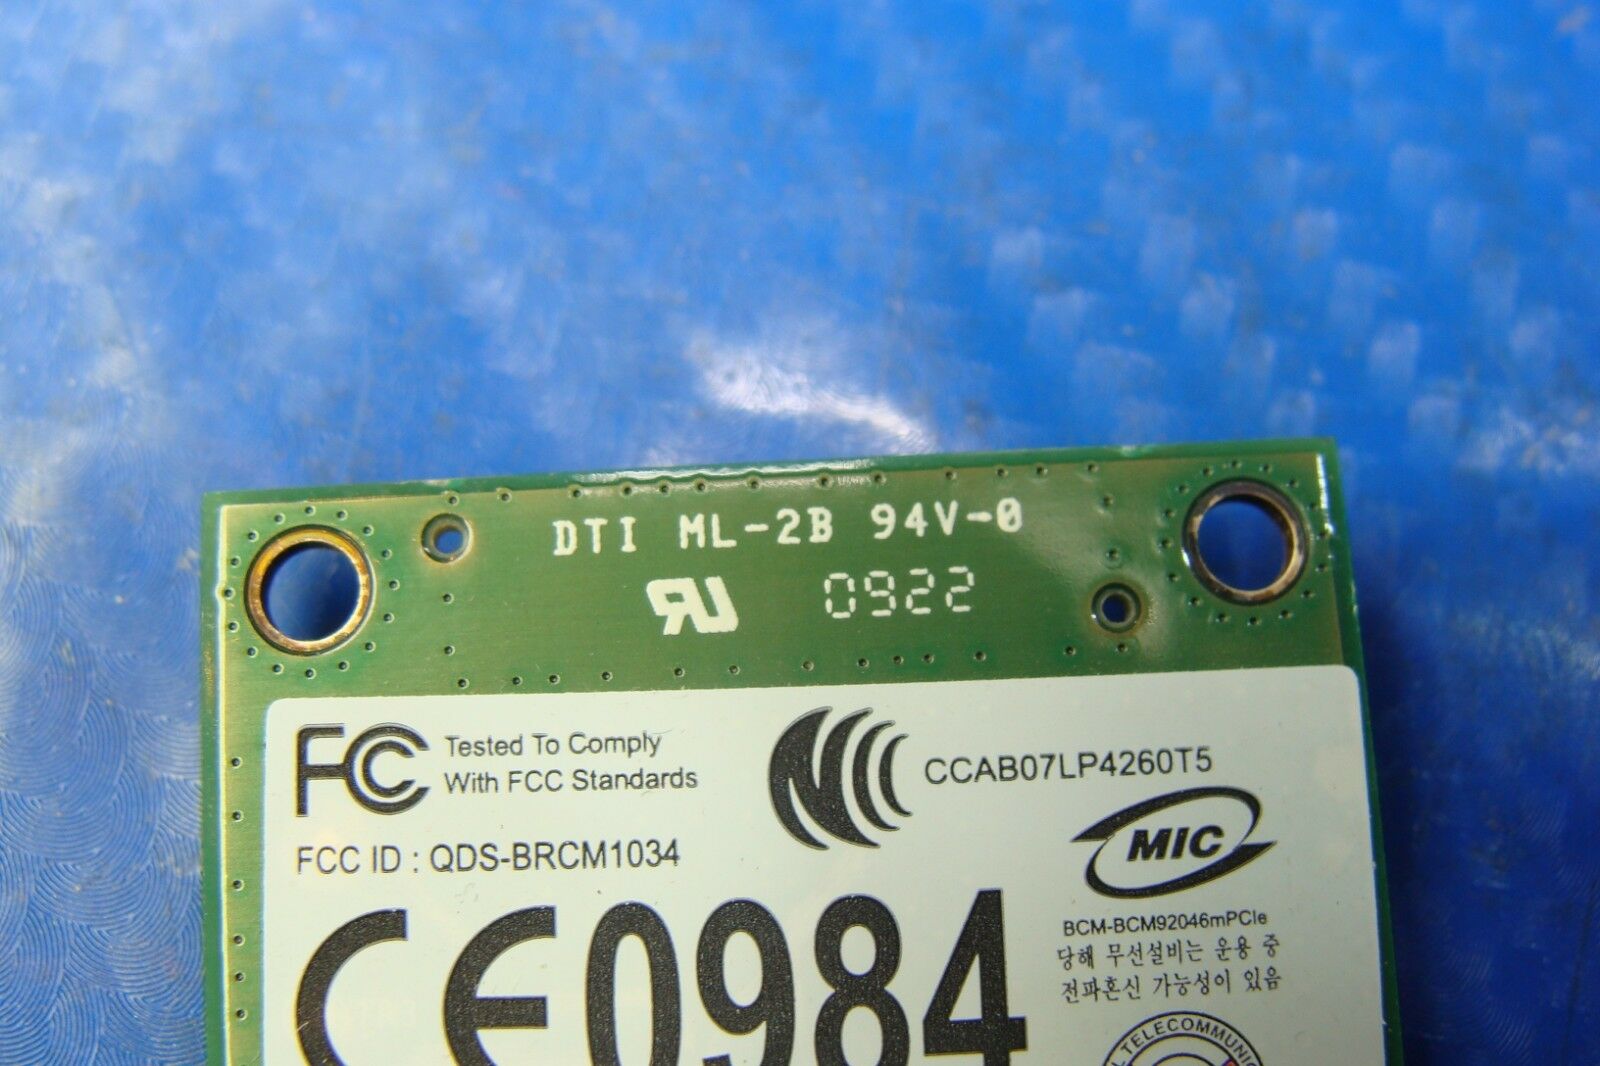 DTI ML-2B 94V-0
RU 0922
FC Tested To Comply
With FCC Standards
CCAB07LP4260T5
FCC ID : QDS-BRCM1034
MIC
CE0984
BCM-BCM92046mPCIe
당해 무선설비는 운용 중
전파혼신 가능성이 있음
TELECOMMUNIC